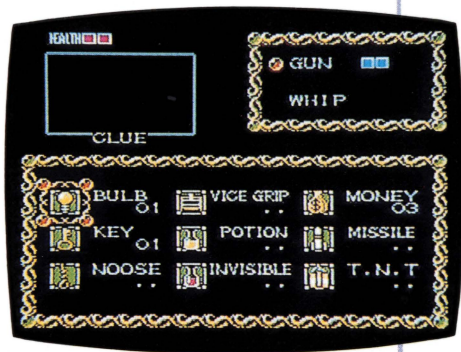 HEALTH
GUN
WHIP
CLUE
BULB 01
VICE GRIP ..
MONEY 03
KEY 01
POTION ..
MISSILE ..
NOOSE ..
INVISIBLE ..
T.N.T ..